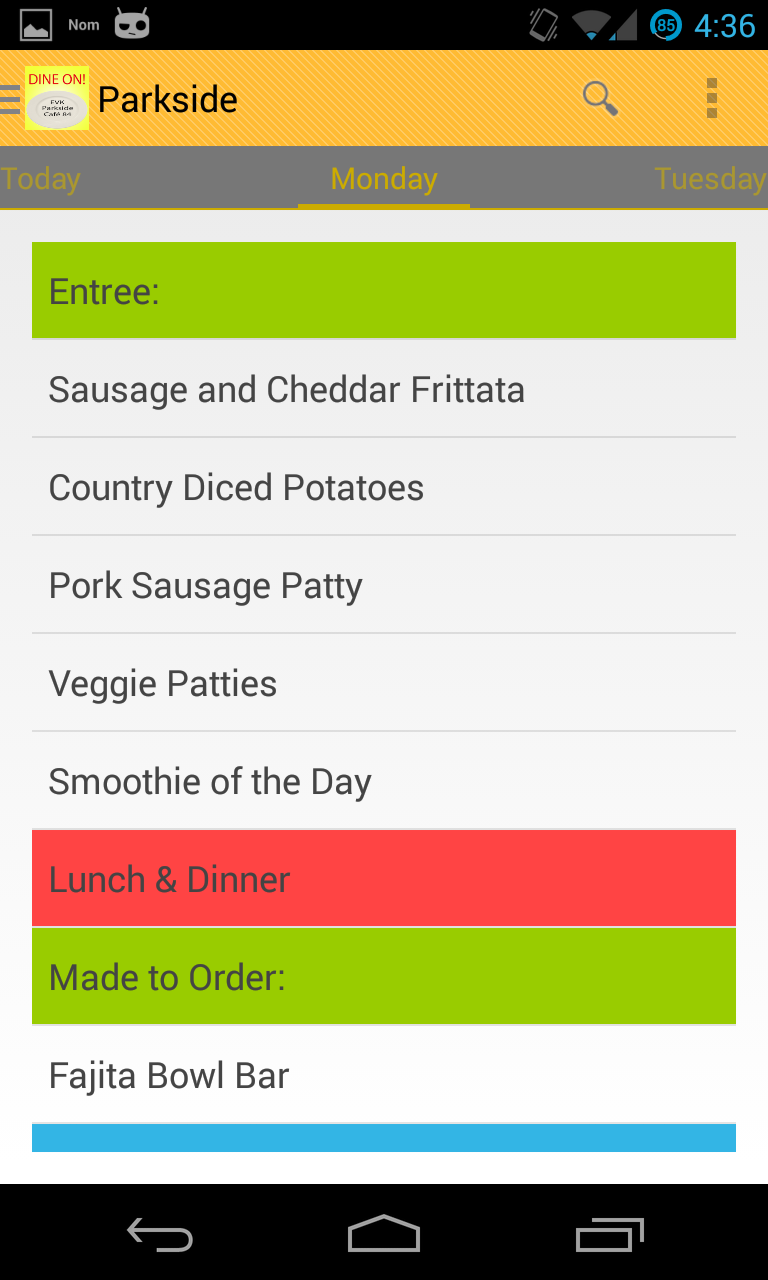 Nom
85
4:36
DINE ON!
EVK
Parkside
Café 84
Parkside
Today
Monday
Tuesday
Entree:
Sausage and Cheddar Frittata
Country Diced Potatoes
Pork Sausage Patty
Veggie Patties
Smoothie of the Day
Lunch & Dinner
Made to Order:
Fajita Bowl Bar